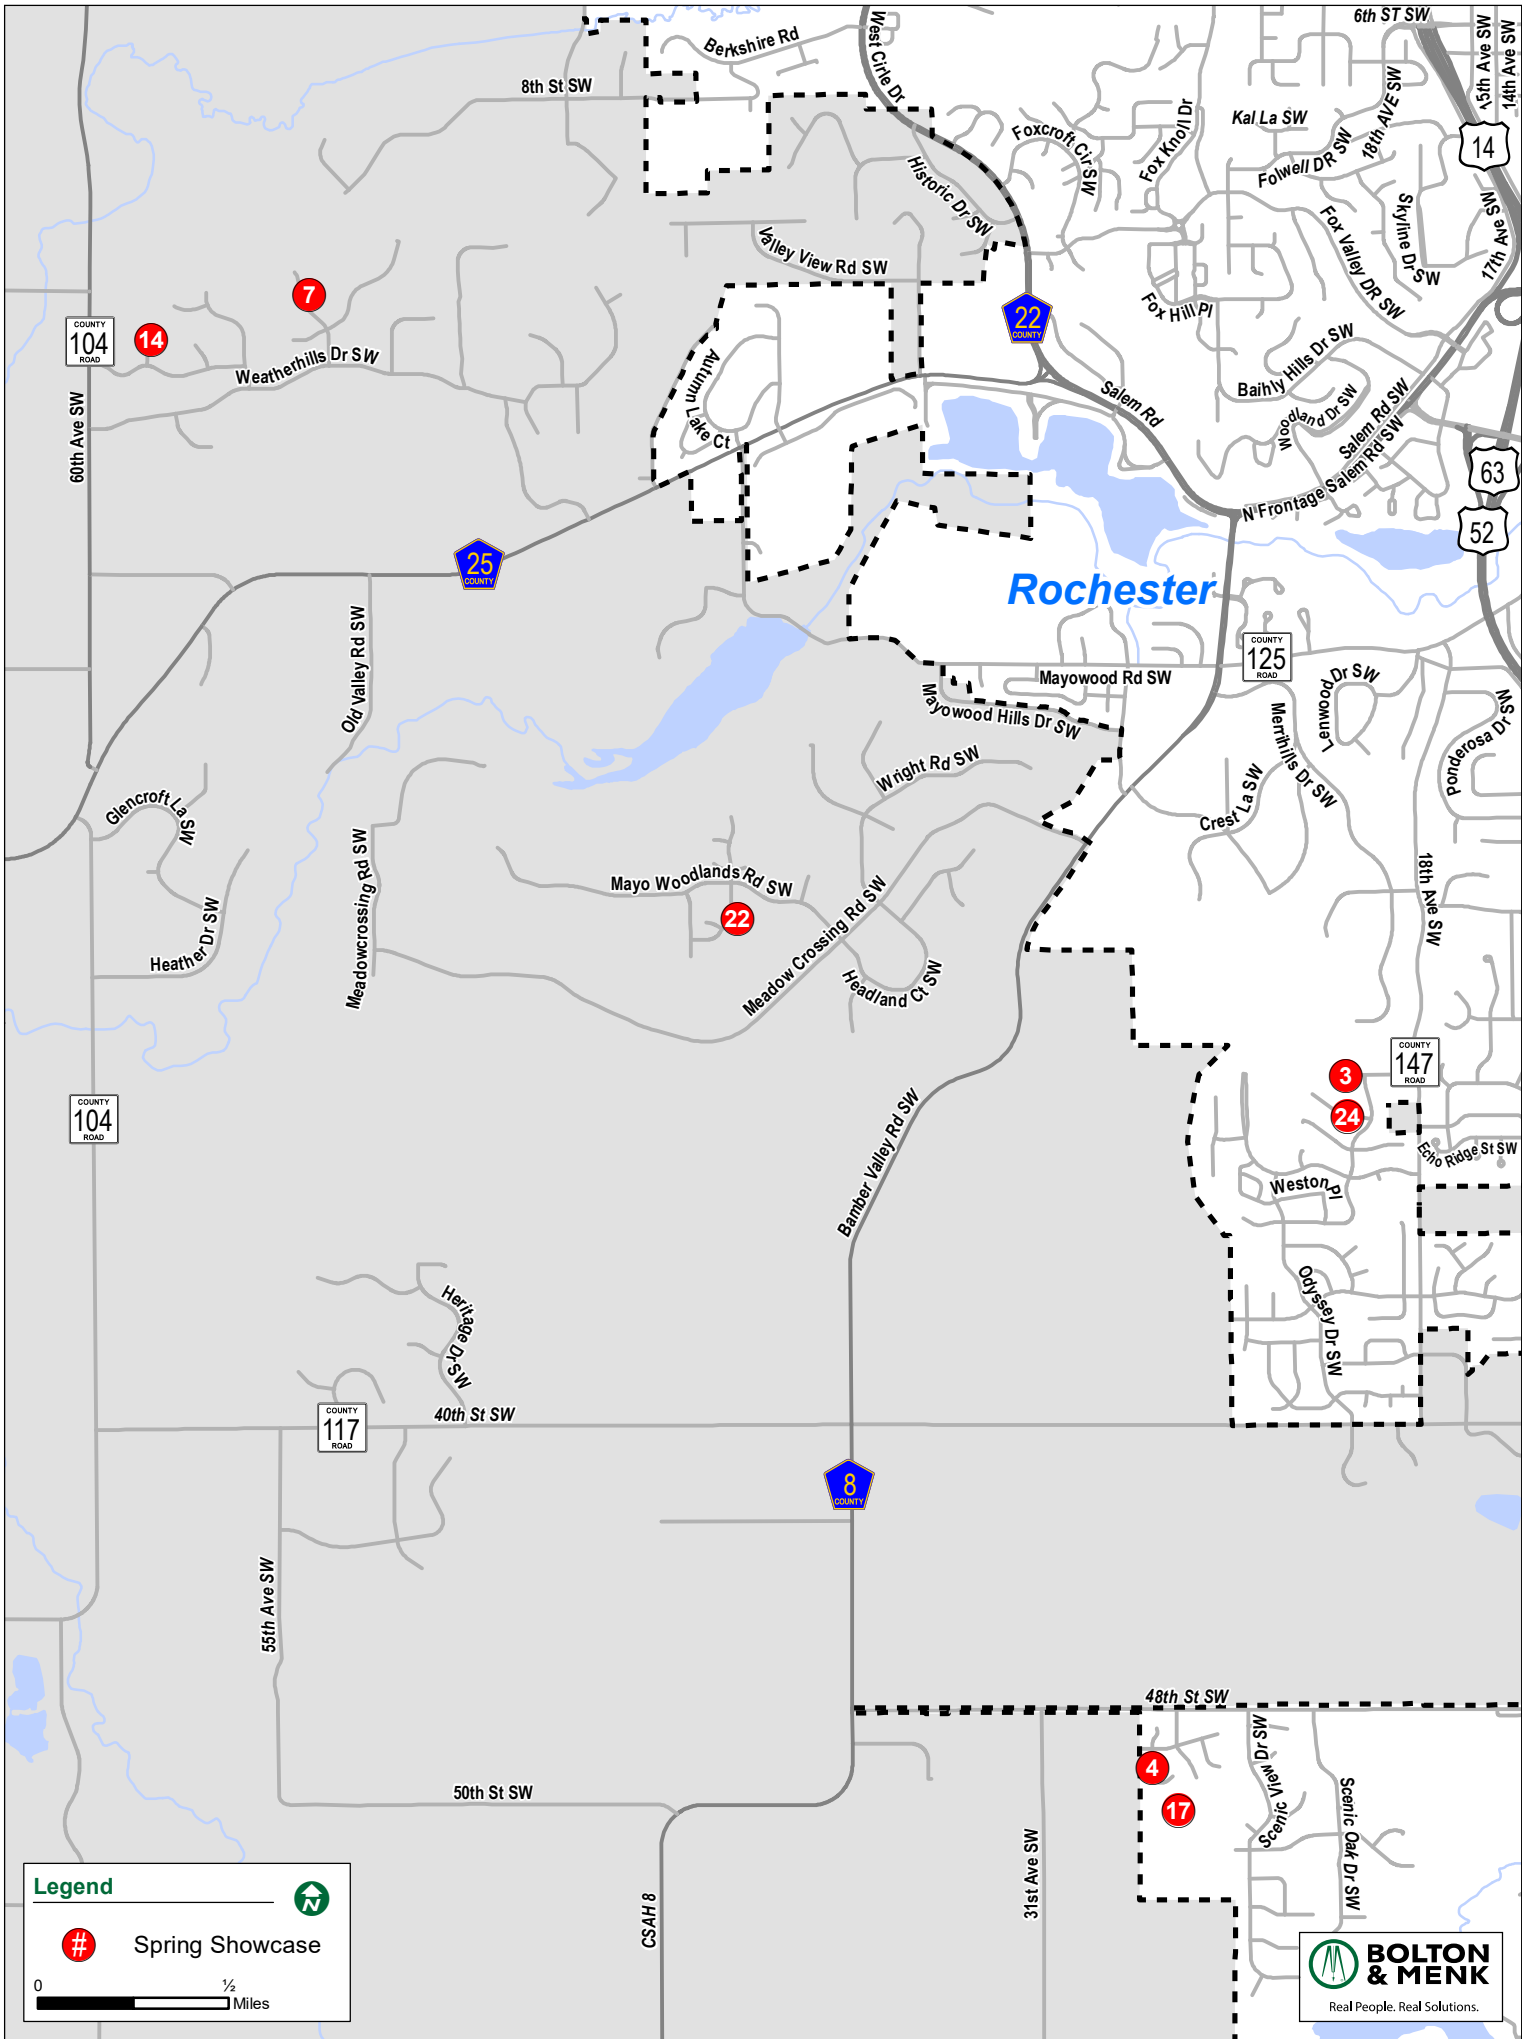 6th ST SW
15th Ave SW
14th Ave SW
West Cirle Dr
Berkshire Rd
8th St SW
Foxcroft Cir SW
Fox Knoll Dr
Kal La SW
18th AVE SW
Folwell DR SW
14
Historic Dr SW
Skyline Dr SW
17th Ave SW
Fox Valley DR SW
Valley View Rd SW
Fox Hill Pl
7
22
COUNTY
14
COUNTY
104
ROAD
Weatherhills Dr SW
Autumn Lake Ct
Baihly Hills Dr SW
Woodland Dr SW
Salem Rd
Salem Rd SW
60th Ave SW
N Frontage Salem Rd SW
63
52
25
COUNTY
Rochester
Old Valley Rd SW
COUNTY
125
ROAD
Mayowood Rd SW
Mayowood Hills Dr SW
Lenwood Dr SW
Merrihills Dr SW
Ponderosa Dr SW
Wright Rd SW
Glencroft La SW
Crest La SW
Meadowcrossing Rd SW
Mayo Woodlands Rd SW
22
18th Ave SW
Heather Dr SW
Meadow Crossing Rd SW
Headland Ct SW
3
COUNTY
147
ROAD
24
COUNTY
104
ROAD
Echo Ridge St SW
Bamber Valley Rd SW
Weston Pl
Odyssey Dr SW
Heritage Dr SW
COUNTY
117
ROAD
40th St SW
8
COUNTY
55th Ave SW
48th St SW
4
17
Scenic View Dr SW
Scenic Oak Dr SW
50th St SW
31st Ave SW
CSAH 8
Legend
N
# Spring Showcase
0 ½
Miles
BOLTON
& MENK
Real People. Real Solutions.